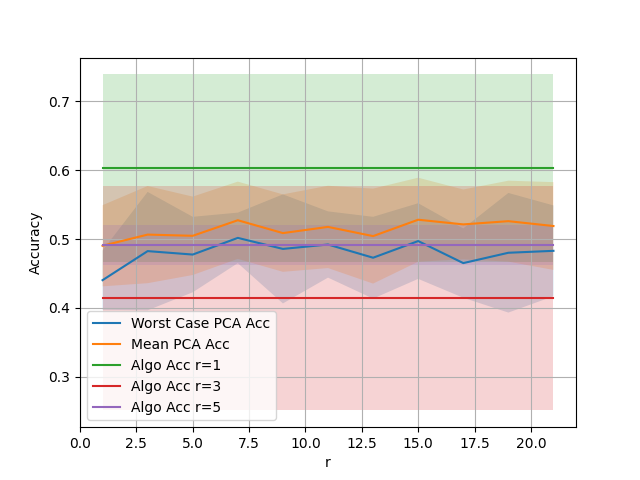 0.7
0.6
0.5
0.4
0.3
Accuracy
Worst Case PCA Acc
Mean PCA Acc
Algo Acc r=1
Algo Acc r=3
Algo Acc r=5
0.0 2.5 5.0 7.5 10.0 12.5 15.0 17.5 20.0
r